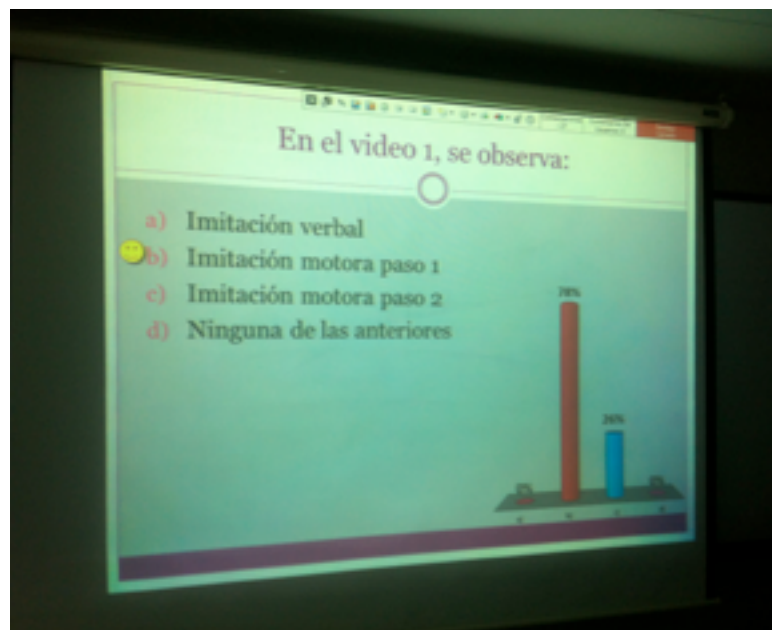 En el video 1, se observa:
a) Imitación verbal
b) Imitación motora paso 1
c) Imitación motora paso 2
d) Ninguna de las anteriores